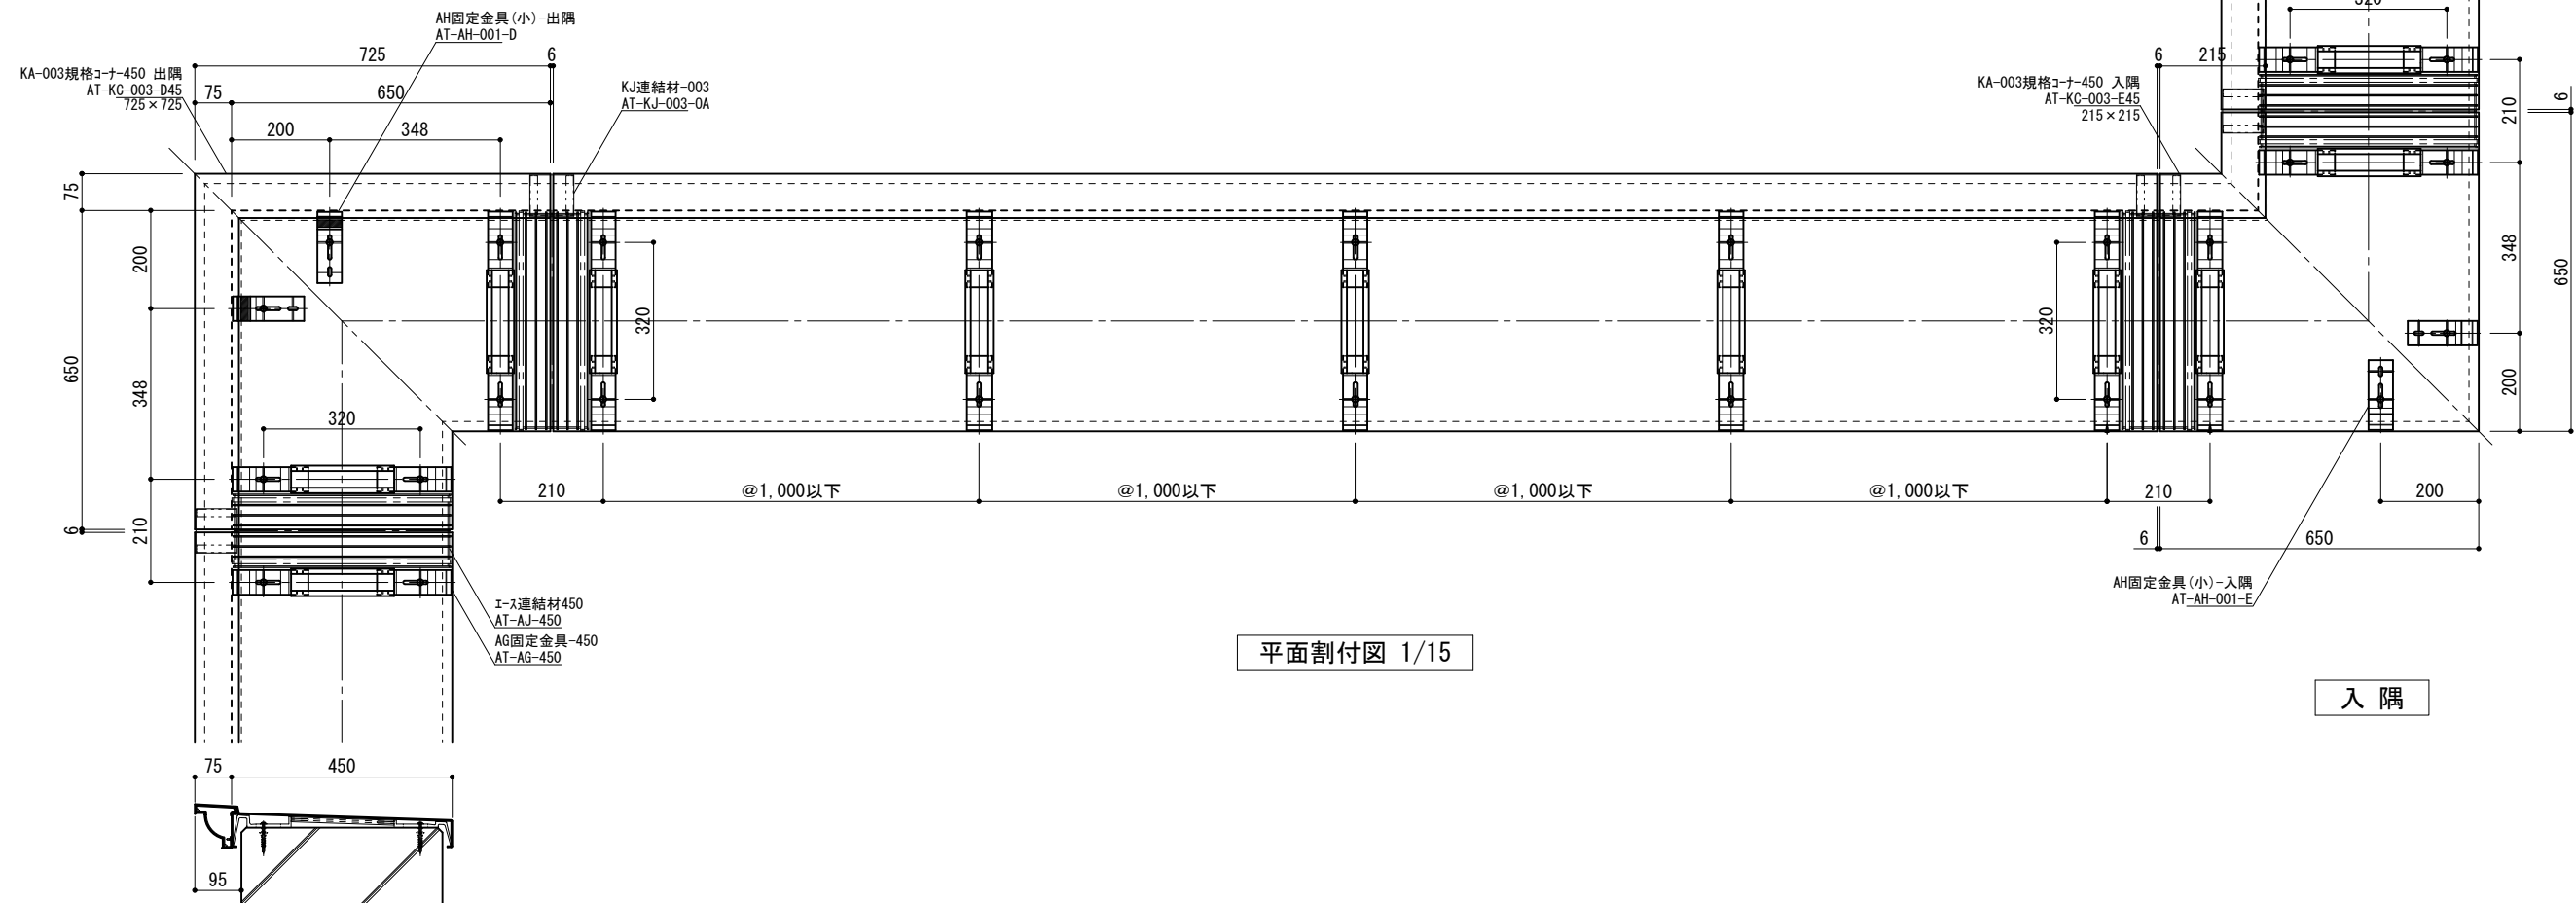 AH固定金具(小)-出隅
AT-AH-001-D
KA-003規格ｺｰﾅｰ-450 出隅
AT-KC-003-D45
725×725
725
6
75
650
200
348
KJ連結材-003
AT-KJ-003-OA
KA-003規格ｺｰﾅｰ-450 入隅
AT-KC-003-E45
215×215
6
215
320
210
6
348
650
200
75
200
650
348
6
210
320
320
320
210
@1,000以下
@1,000以下
@1,000以下
@1,000以下
210
200
6
650
ｴｰｽ連結材450
AT-AJ-450
AG固定金具-450
AT-AG-450
AH固定金具(小)-入隅
AT-AH-001-E
平面割付図 1/15
入 隅
75
450
95